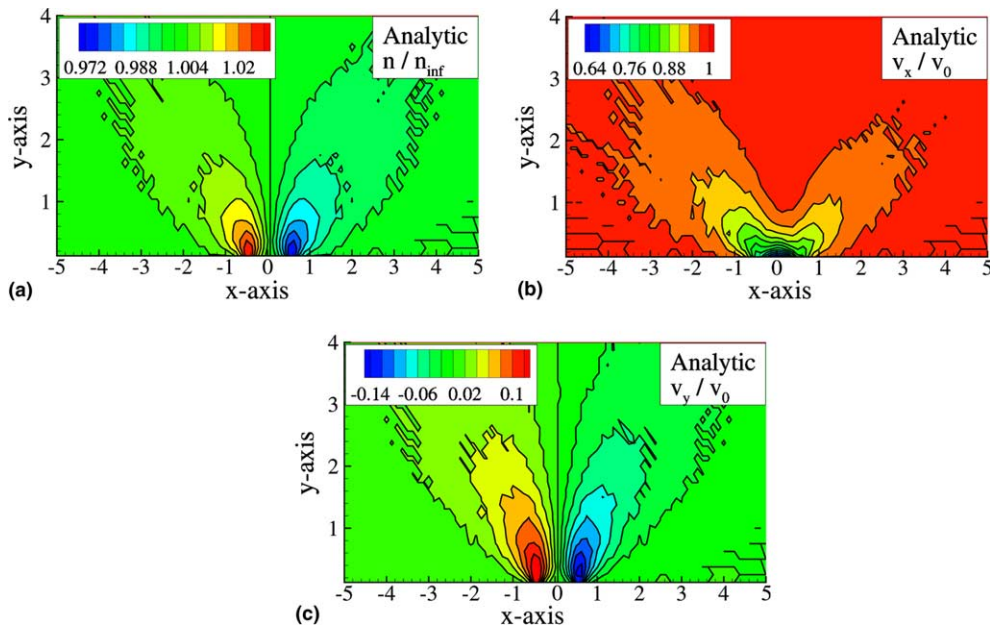 4
3
2
1
y-axis
0.972 0.988 1.004 1.02
Analytic
n / n_inf
-5 -4 -3 -2 -1 0 1 2 3 4 5
x-axis
(a)
4
3
2
1
y-axis
0.64 0.76 0.88 1
Analytic
v_x / v_0
-5 -4 -3 -2 -1 0 1 2 3 4 5
x-axis
(b)
4
3
2
1
y-axis
-0.14 -0.06 0.02 0.1
Analytic
v_y / v_0
-5 -4 -3 -2 -1 0 1 2 3 4 5
x-axis
(c)